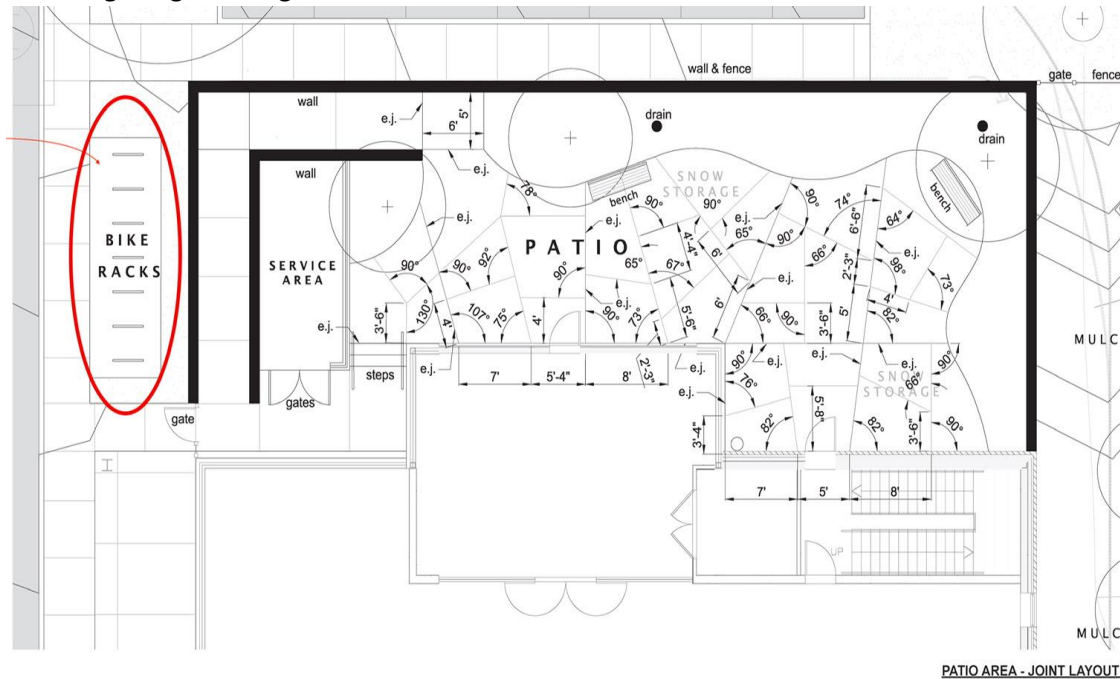 wall & fence
gate
fence
wall
e.j.
6'
5'
drain
drain
wall
e.j.
SNOW
STORAGE
78°
bench
90°
90°
90°
74°
bench
64°
e.j.
e.j.
e.j.
6'-6"
BIKE
RACKS
PATIO
4'-4"
65°
90°
6'
66°
e.j.
92°
SERVICE
AREA
90°
90°
90°
65°
67°
e.j.
2'-3"
98°
73°
3'-6"
130°
4'
107°
75°
4'
e.j.
90°
73°
5'-6"
6'
66°
90°
3'-6"
5'
4'
82°
e.j.
MULC
steps
e.j.
7'
5'-4"
8'
2'-3"
e.j.
90°
e.j.
e.j.
e.j.
90°
gates
e.j.
76°
SNOW
STORAGE
66°
gate
3'-4"
82°
5'-8"
82°
3'-6"
90°
7'
5'
8'
UP
MULC
PATIO AREA - JOINT LAYOUT